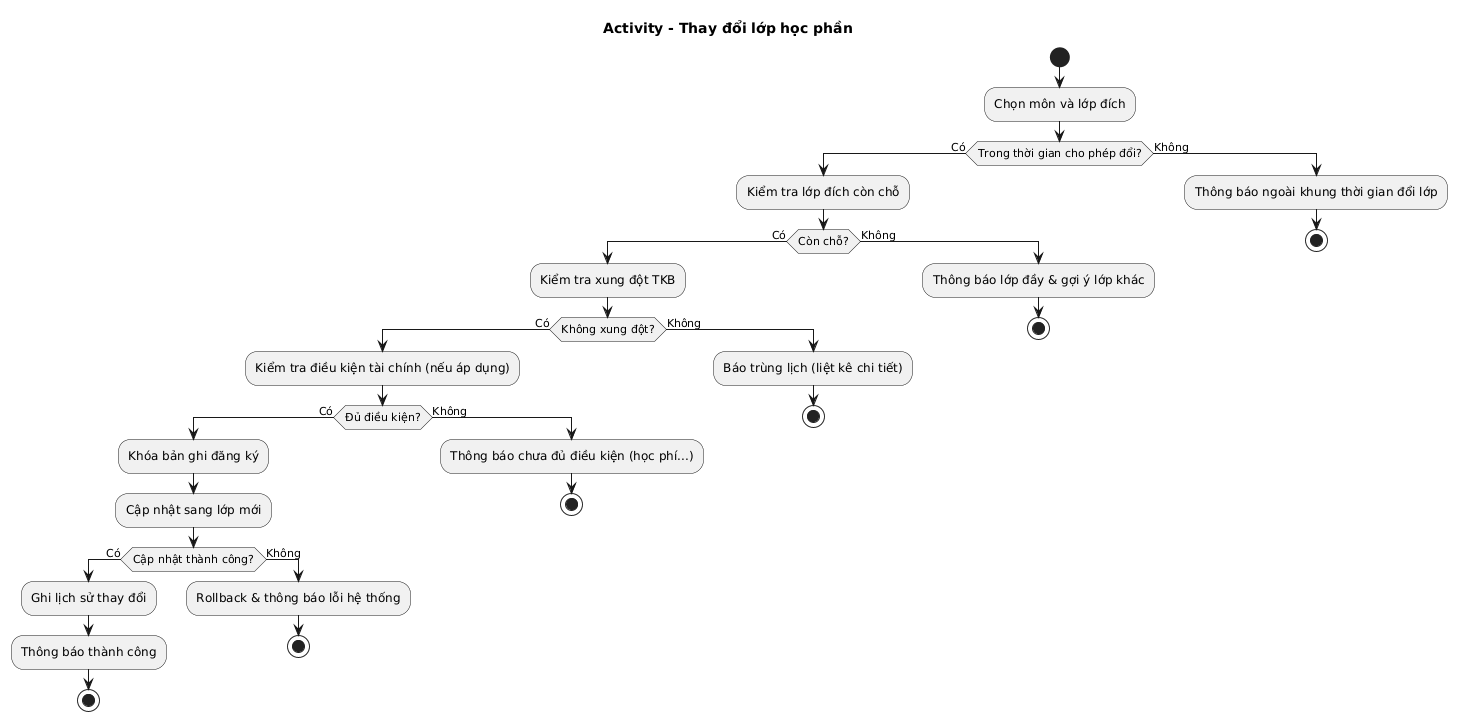 Activity - Thay đổi lớp học phần
Chọn môn và lớp đích
Có
Trong thời gian cho phép đổi?
Không
Kiểm tra lớp đích còn chỗ
Thông báo ngoài khung thời gian đổi lớp
Có
Còn chỗ?
Không
Kiểm tra xung đột TKB
Thông báo lớp đầy & gợi ý lớp khác
Có
Không xung đột?
Không
Kiểm tra điều kiện tài chính (nếu áp dụng)
Báo trùng lịch (liệt kê chi tiết)
Có
Đủ điều kiện?
Không
Khóa bản ghi đăng ký
Thông báo chưa đủ điều kiện (học phí...)
Cập nhật sang lớp mới
Có
Cập nhật thành công?
Không
Ghi lịch sử thay đổi
Rollback & thông báo lỗi hệ thống
Thông báo thành công